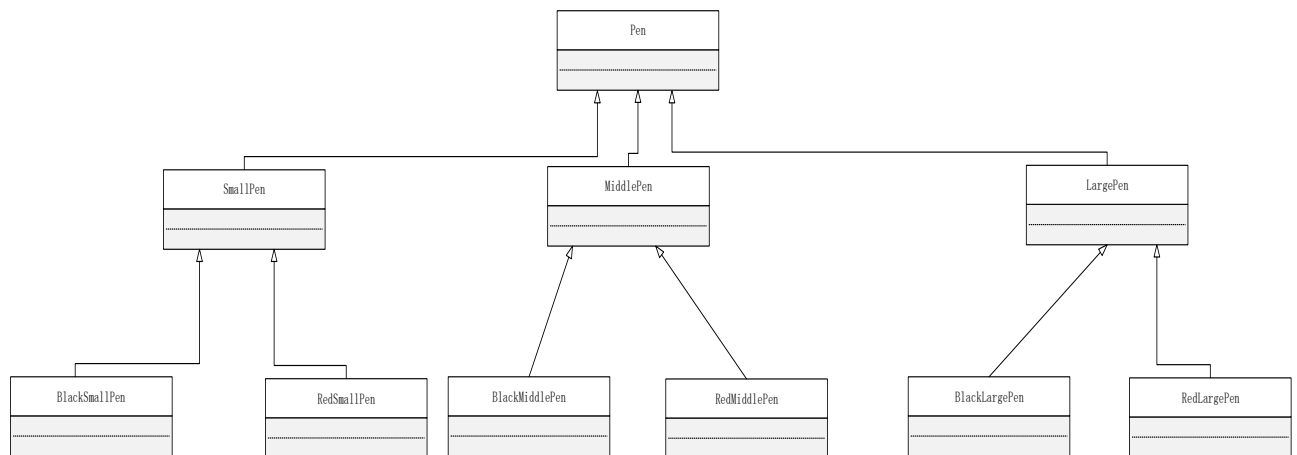 Pen
SmallPen
MiddlePen
LargePen
BlackSmallPen
RedSmallPen
BlackMiddlePen
RedMiddlePen
BlackLargePen
RedLargePen